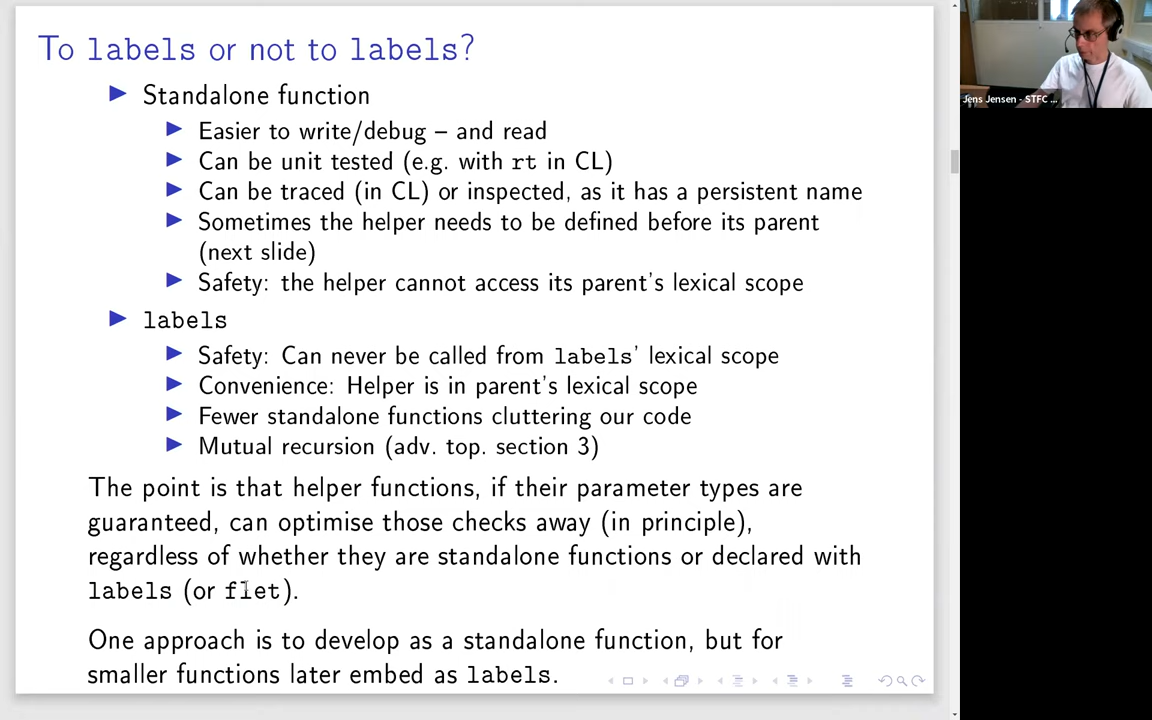 To labels or not to labels?
Standalone function
Easier to write/debug – and read
Can be unit tested (e.g. with rt in CL)
Can be traced (in CL) or inspected, as it has a persistent name
Sometimes the helper needs to be defined before its parent
(next slide)
Safety: the helper cannot access its parent's lexical scope
labels
Safety: Can never be called from labels' lexical scope
Convenience: Helper is in parent's lexical scope
Fewer standalone functions cluttering our code
Mutual recursion (adv. top. section 3)
The point is that helper functions, if their parameter types are
guaranteed, can optimise those checks away (in principle),
regardless of whether they are standalone functions or declared with
labels (or flet).
One approach is to develop as a standalone function, but for
smaller functions later embed as labels.
Jens Jensen - STFC ...